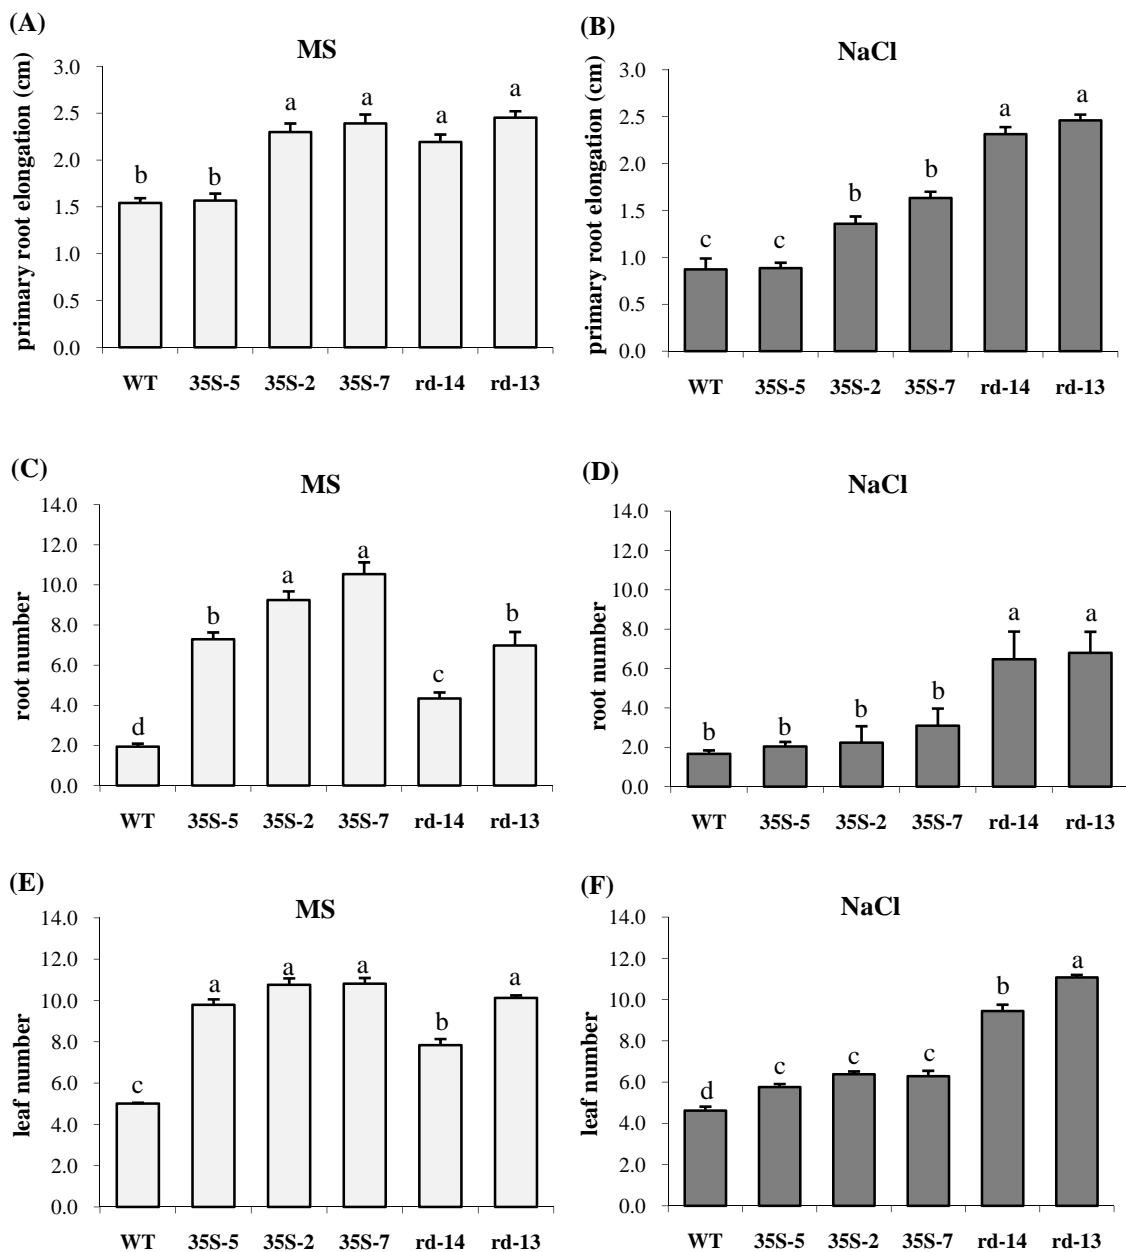 (A)
MS
primary root elongation (cm)
3.0
2.5
2.0
1.5
1.0
0.5
0.0
b b a a a a
WT 35S-5 35S-2 35S-7 rd-14 rd-13
(B)
NaCl
primary root elongation (cm)
3.0
2.5
2.0
1.5
1.0
0.5
0.0
c c b b a a
WT 35S-5 35S-2 35S-7 rd-14 rd-13
(C)
MS
root number
14.0
12.0
10.0
8.0
6.0
4.0
2.0
0.0
d b a a c b
WT 35S-5 35S-2 35S-7 rd-14 rd-13
(D)
NaCl
root number
14.0
12.0
10.0
8.0
6.0
4.0
2.0
0.0
b b b b a a
WT 35S-5 35S-2 35S-7 rd-14 rd-13
(E)
MS
leaf number
14.0
12.0
10.0
8.0
6.0
4.0
2.0
0.0
c a a a b a
WT 35S-5 35S-2 35S-7 rd-14 rd-13
(F)
NaCl
leaf number
14.0
12.0
10.0
8.0
6.0
4.0
2.0
0.0
d c c c b a
WT 35S-5 35S-2 35S-7 rd-14 rd-13